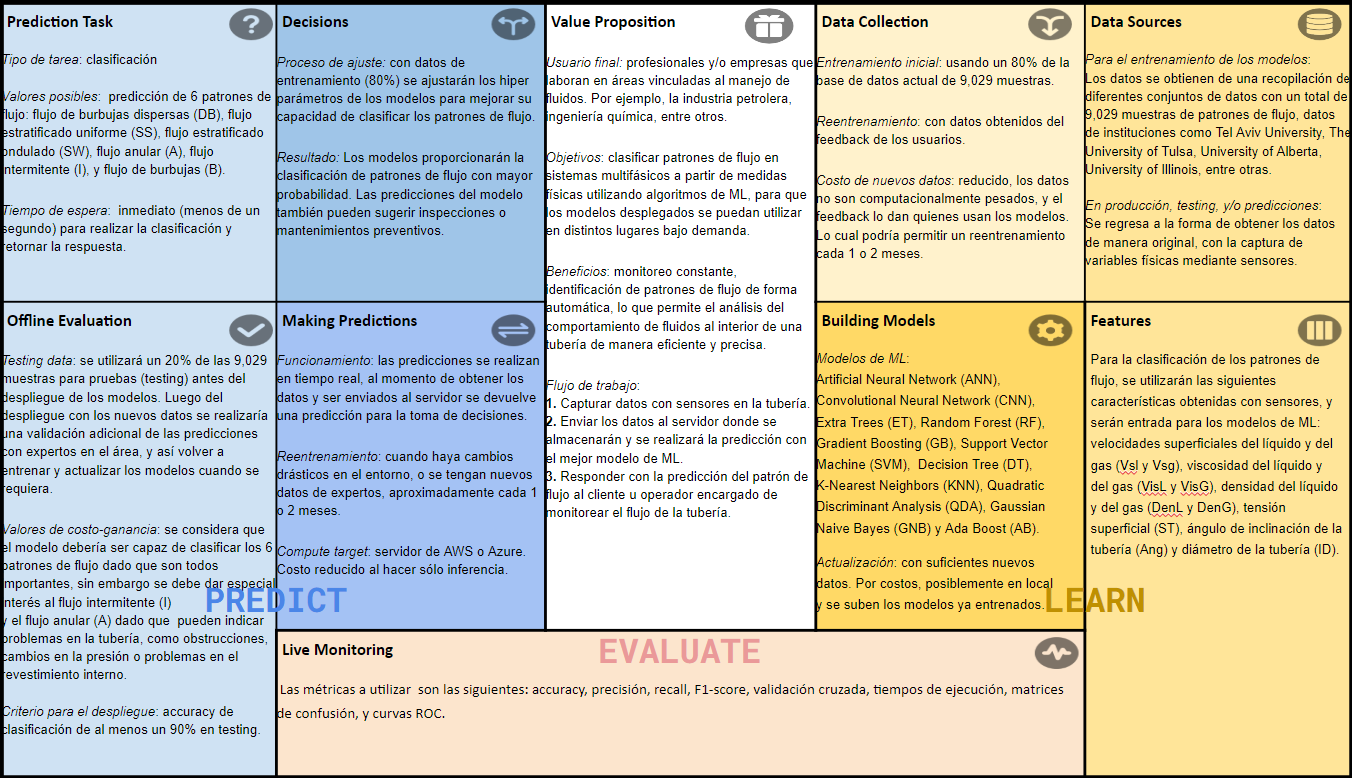 Prediction Task
Tipo de tarea: clasificación
Valores posibles: predicción de 6 patrones de
flujo: flujo de burbujas dispersas (DB), flujo
estratificado uniforme (SS), flujo estratificado
ondulado (SW), flujo anular (A), flujo
intermitente (I), y flujo de burbujas (B).
Tiempo de espera: inmediato (menos de un
segundo) para realizar la clasificación y
retornar la respuesta.
Decisions
Proceso de ajuste: con datos de
entrenamiento (80%) se ajustarán los hiper
parámetros de los modelos para mejorar su
capacidad de clasificar los patrones de flujo.
Resultado: Los modelos proporcionarán la
clasificación de patrones de flujo con mayor
probabilidad. Las predicciones del modelo
también pueden sugerir inspecciones o
mantenimientos preventivos.
Value Proposition
Usuario final: profesionales y/o empresas que
laboran en áreas vinculadas al manejo de
fluidos. Por ejemplo, la industria petrolera,
ingeniería química, entre otros.
Objetivos: clasificar patrones de flujo en
sistemas multifásicos a partir de medidas
físicas utilizando algoritmos de ML, para que
los modelos desplegados se puedan utilizar
en distintos lugares bajo demanda.
Beneficios: monitoreo constante,
identificación de patrones de flujo de forma
automática, lo que permite el análisis del
comportamiento de fluidos al interior de una
tubería de manera eficiente y precisa.
Flujo de trabajo:
1. Capturar datos con sensores en la tubería.
2. Enviar los datos al servidor donde se
almacenarán y se realizará la predicción con
el mejor modelo de ML.
3. Responder con la predicción del patrón de
flujo al cliente u operador encargado de
monitorear el flujo de la tubería.
Data Collection
Entrenamiento inicial: usando un 80% de la
base de datos actual de 9,029 muestras.
Reentrenamiento: con datos obtenidos del
feedback de los usuarios.
Costo de nuevos datos: reducido, los datos
no son computacionalmente pesados, y el
feedback lo dan quienes usan los modelos.
Lo cual podría permitir un reentrenamiento
cada 1 o 2 meses.
Data Sources
Para el entrenamiento de los modelos:
Los datos se obtienen de una recopilación de
diferentes conjuntos de datos con un total de
9,029 muestras de patrones de flujo, datos
de instituciones como Tel Aviv University, The
University of Tulsa, University of Alberta,
University of Illinois, entre otras.
En producción, testing, y/o predicciones:
Se regresa a la forma de obtener los datos
de manera original, con la captura de
variables físicas mediante sensores.
Offline Evaluation
Testing data: se utilizará un 20% de las 9,029
muestras para pruebas (testing) antes del
despliegue de los modelos. Luego del
despliegue con los nuevos datos se realizaría
una validación adicional de las predicciones
con expertos en el área, y así volver a
entrenar y actualizar los modelos cuando se
requiera.
Valores de costo-ganancia: se considera que
el modelo debería ser capaz de clasificar los 6
patrones de flujo dado que son todos
importantes, sin embargo se debe dar especial
interés al flujo intermitente (I)
y el flujo anular (A) dado que pueden indicar
problemas en la tubería, como obstrucciones,
cambios en la presión o problemas en el
revestimiento interno.
Criterio para el despliegue: accuracy de
clasificación de al menos un 90% en testing.
Making Predictions
Funcionamiento: las predicciones se realizan
en tiempo real, al momento de obtener los
datos y ser enviados al servidor se devuelve
una predicción para la toma de decisiones.
Reentrenamiento: cuando haya cambios
drásticos en el entorno, o se tengan nuevos
datos de expertos, aproximadamente cada 1
o 2 meses.
Compute target: servidor de AWS o Azure.
Costo reducido al hacer sólo inferencia.
PREDICT
Building Models
Modelos de ML:
Artificial Neural Network (ANN),
Convolutional Neural Network (CNN),
Extra Trees (ET), Random Forest (RF),
Gradient Boosting (GB), Support Vector
Machine (SVM), Decision Tree (DT),
K-Nearest Neighbors (KNN), Quadratic
Discriminant Analysis (QDA), Gaussian
Naive Bayes (GNB) y Ada Boost (AB).
Actualización: con suficientes nuevos
datos. Por costos, posiblemente en local
y se suben los modelos ya entrenados.
LEARN
Features
Para la clasificación de los patrones de
flujo, se utilizarán las siguientes
características obtenidas con sensores, y
serán entrada para los modelos de ML:
velocidades superficiales del líquido y del
gas (Vsl y Vsg), viscosidad del líquido y
del gas (VisL y VisG), densidad del líquido
y del gas (DenL y DenG), tensión
superficial (ST), ángulo de inclinación de la
tubería (Ang) y diámetro de la tubería (ID).
Live Monitoring
EVALUATE
Las métricas a utilizar son las siguientes: accuracy, precisión, recall, F1-score, validación cruzada, tiempos de ejecución, matrices
de confusión, y curvas ROC.